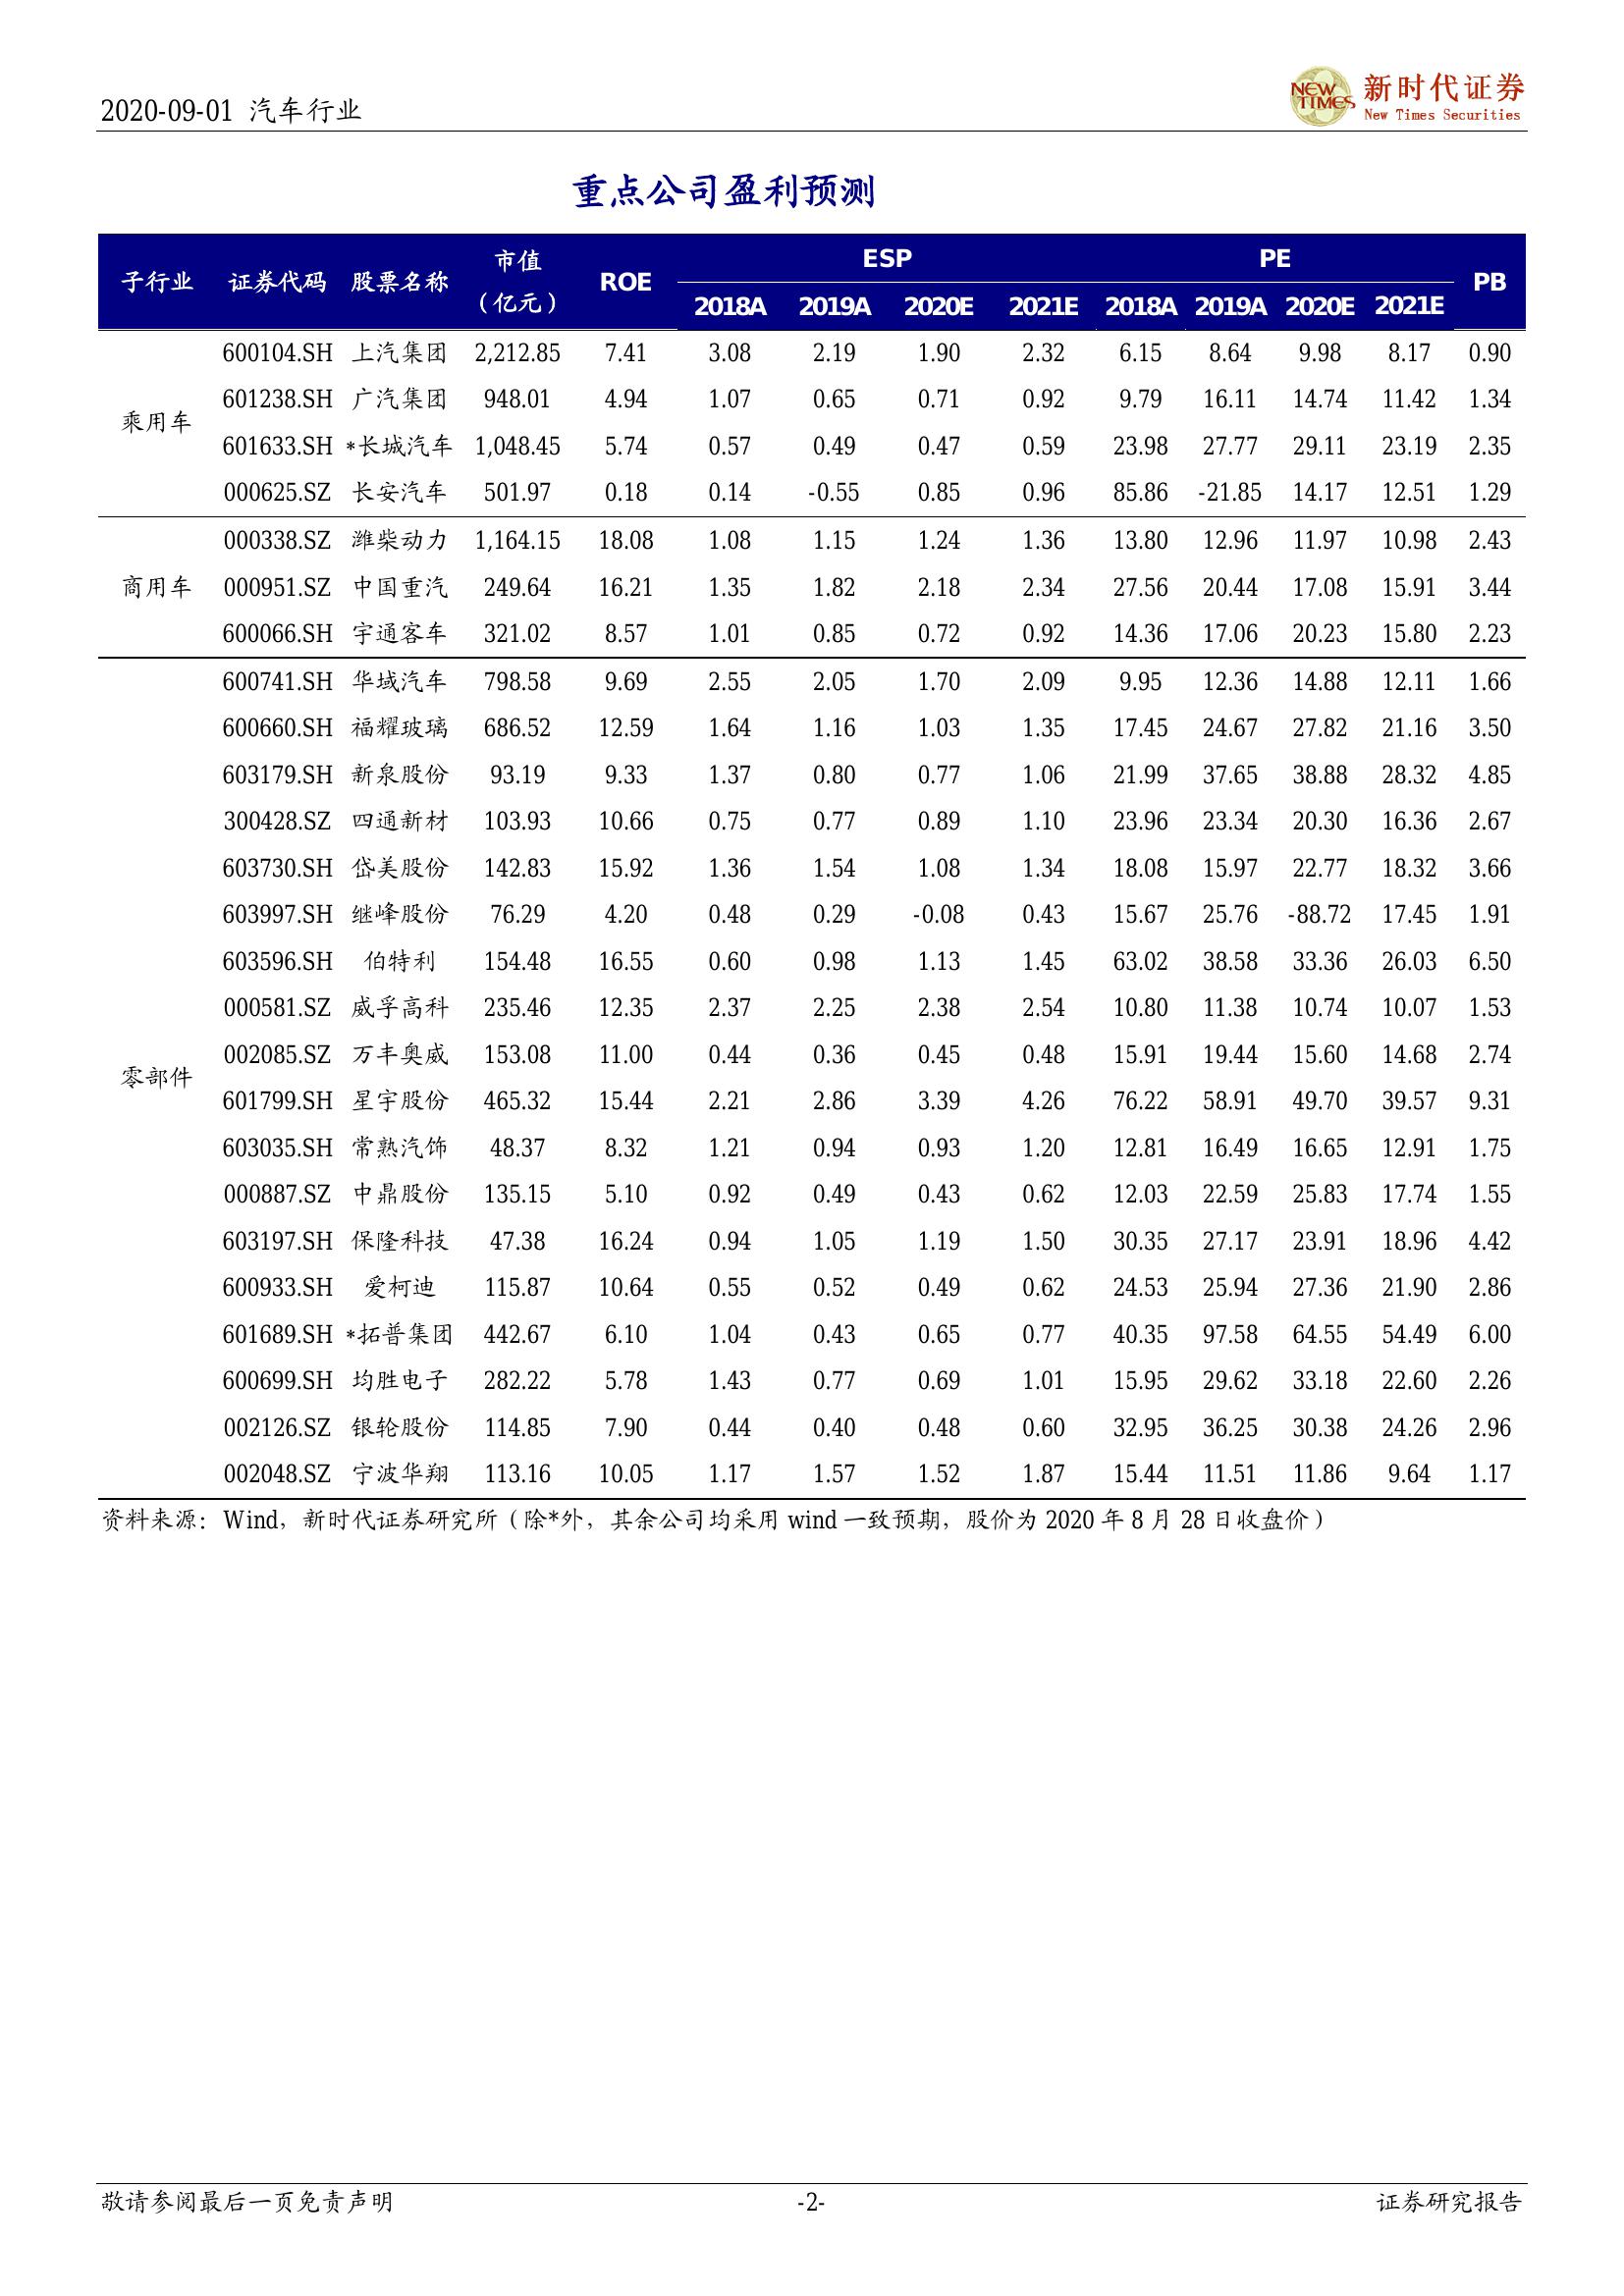 2020-09-01 汽车行业
NEW TIMES 新时代证券
New Times Securities
重点公司盈利预测
子行业 证券代码 股票名称 市值（亿元） ROE ESP PE PB
2018A 2019A 2020E 2021E 2018A 2019A 2020E 2021E
乘用车
600104.SH 上汽集团 2,212.85 7.41 3.08 2.19 1.90 2.32 6.15 8.64 9.98 8.17 0.90
601238.SH 广汽集团 948.01 4.94 1.07 0.65 0.71 0.92 9.79 16.11 14.74 11.42 1.34
601633.SH *长城汽车 1,048.45 5.74 0.57 0.49 0.47 0.59 23.98 27.77 29.11 23.19 2.35
000625.SZ 长安汽车 501.97 0.18 0.14 -0.55 0.85 0.96 85.86 -21.85 14.17 12.51 1.29
商用车
000338.SZ 潍柴动力 1,164.15 18.08 1.08 1.15 1.24 1.36 13.80 12.96 11.97 10.98 2.43
000951.SZ 中国重汽 249.64 16.21 1.35 1.82 2.18 2.34 27.56 20.44 17.08 15.91 3.44
600066.SH 宇通客车 321.02 8.57 1.01 0.85 0.72 0.92 14.36 17.06 20.23 15.80 2.23
零部件
600741.SH 华域汽车 798.58 9.69 2.55 2.05 1.70 2.09 9.95 12.36 14.88 12.11 1.66
600660.SH 福耀玻璃 686.52 12.59 1.64 1.16 1.03 1.35 17.45 24.67 27.82 21.16 3.50
603179.SH 新泉股份 93.19 9.33 1.37 0.80 0.77 1.06 21.99 37.65 38.88 28.32 4.85
300428.SZ 四通新材 103.93 10.66 0.75 0.77 0.89 1.10 23.96 23.34 20.30 16.36 2.67
603730.SH 岱美股份 142.83 15.92 1.36 1.54 1.08 1.34 18.08 15.97 22.77 18.32 3.66
603997.SH 继峰股份 76.29 4.20 0.48 0.29 -0.08 0.43 15.67 25.76 -88.72 17.45 1.91
603596.SH 伯特利 154.48 16.55 0.60 0.98 1.13 1.45 63.02 38.58 33.36 26.03 6.50
000581.SZ 威孚高科 235.46 12.35 2.37 2.25 2.38 2.54 10.80 11.38 10.74 10.07 1.53
002085.SZ 万丰奥威 153.08 11.00 0.44 0.36 0.45 0.48 15.91 19.44 15.60 14.68 2.74
601799.SH 星宇股份 465.32 15.44 2.21 2.86 3.39 4.26 76.22 58.91 49.70 39.57 9.31
603035.SH 常熟汽饰 48.37 8.32 1.21 0.94 0.93 1.20 12.81 16.49 16.65 12.91 1.75
000887.SZ 中鼎股份 135.15 5.10 0.92 0.49 0.43 0.62 12.03 22.59 25.83 17.74 1.55
603197.SH 保隆科技 47.38 16.24 0.94 1.05 1.19 1.50 30.35 27.17 23.91 18.96 4.42
600933.SH 爱柯迪 115.87 10.64 0.55 0.52 0.49 0.62 24.53 25.94 27.36 21.90 2.86
601689.SH *拓普集团 442.67 6.10 1.04 0.43 0.65 0.77 40.35 97.58 64.55 54.49 6.00
600699.SH 均胜电子 282.22 5.78 1.43 0.77 0.69 1.01 15.95 29.62 33.18 22.60 2.26
002126.SZ 银轮股份 114.85 7.90 0.44 0.40 0.48 0.60 32.95 36.25 30.38 24.26 2.96
002048.SZ 宁波华翔 113.16 10.05 1.17 1.57 1.52 1.87 15.44 11.51 11.86 9.64 1.17
资料来源：Wind，新时代证券研究所（除*外，其余公司均采用 wind 一致预期，股价为 2020 年 8 月 28 日收盘价）
敬请参阅最后一页免责声明 -2- 证券研究报告